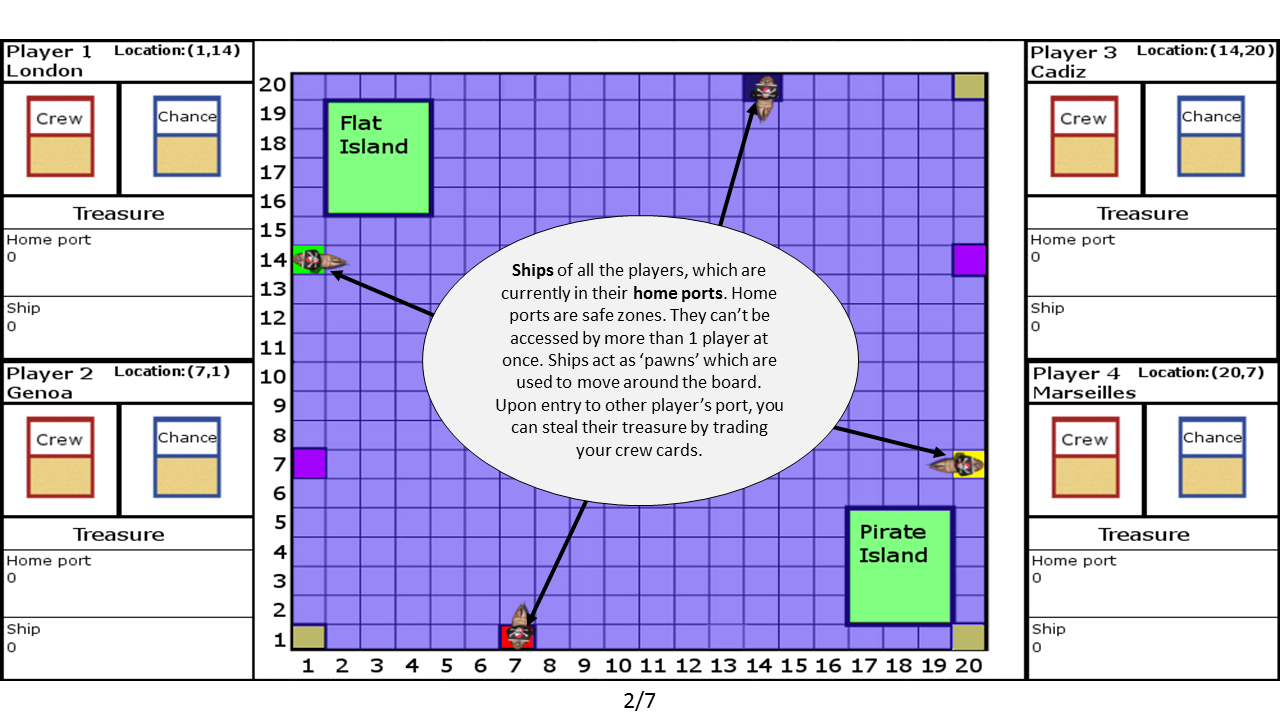 Player 1 Location:(1,14)
London
Crew
Chance
Treasure
Home port
0
Ship
0
Player 2 Location:(7,1)
Genoa
Crew
Chance
Treasure
Home port
0
Ship
0
20
19
18
17
16
15
14
13
12
11
10
9
8
7
6
5
4
3
2
1
Flat
Island
Ships of all the players, which are
currently in their home ports. Home
ports are safe zones. They can’t be
accessed by more than 1 player at
once. Ships act as ‘pawns’ which are
used to move around the board.
Upon entry to other player’s port, you
can steal their treasure by trading
your crew cards.
Pirate
Island
1 2 3 4 5 6 7 8 9 10 11 12 13 14 15 16 17 18 19 20
Player 3 Location:(14,20)
Cadiz
Crew
Chance
Treasure
Home port
0
Ship
0
Player 4 Location:(20,7)
Marseilles
Crew
Chance
Treasure
Home port
0
Ship
0
2/7